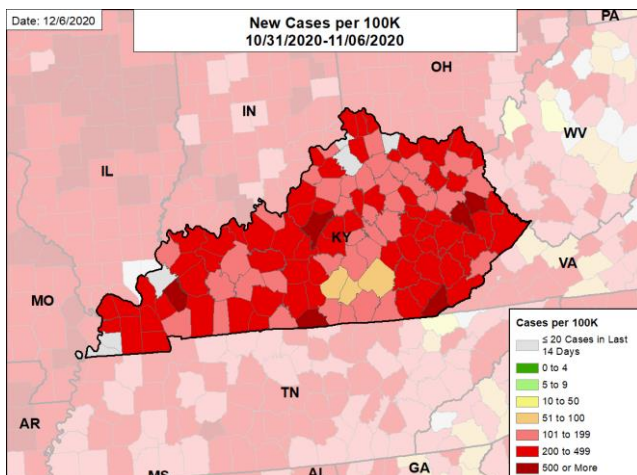 Date: 12/6/2020
New Cases per 100K
10/31/2020-11/06/2020
PA
OH
IN
WV
IL
KY
VA
MO
TN
AR
MS
AL
GA
Cases per 100K
≤ 20 Cases in Last
14 Days
0 to 4
5 to 9
10 to 50
51 to 100
101 to 199
200 to 499
500 or More